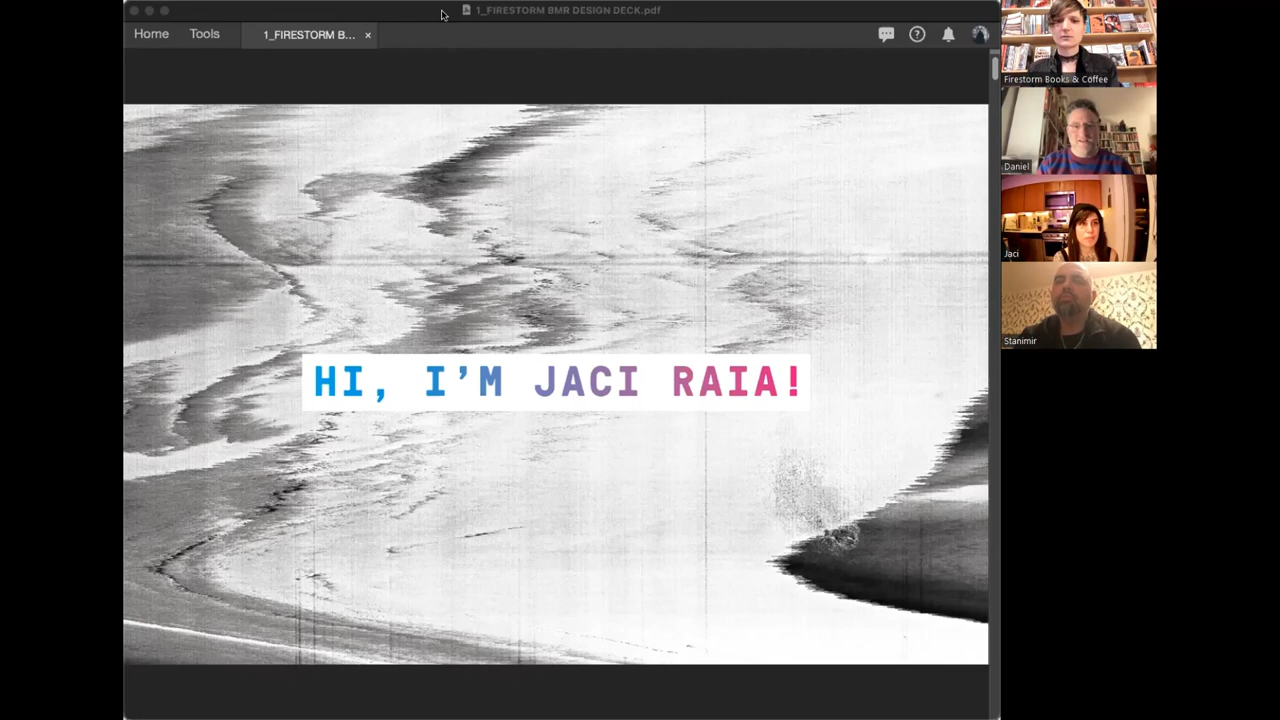 1_FIRESTORM BMR DESIGN DECK.pdf
Home Tools 1_FIRESTORM B... ×
HI, I’M JACI RAIA!
Firestorm Books & Coffee
Daniel
Jaci
Stanimir